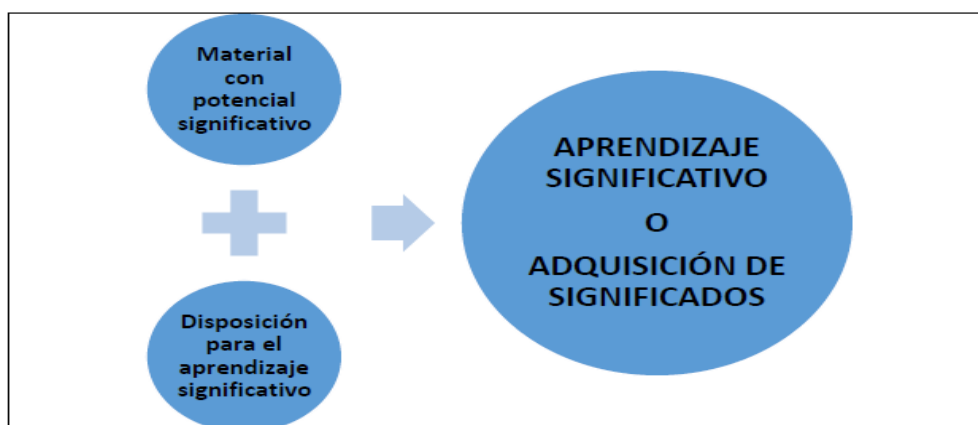 Material
con
potencial
significativo
Disposición
para el
aprendizaje
significativo
APRENDIZAJE
SIGNIFICATIVO
O
ADQUISICIÓN DE
SIGNIFICADOS